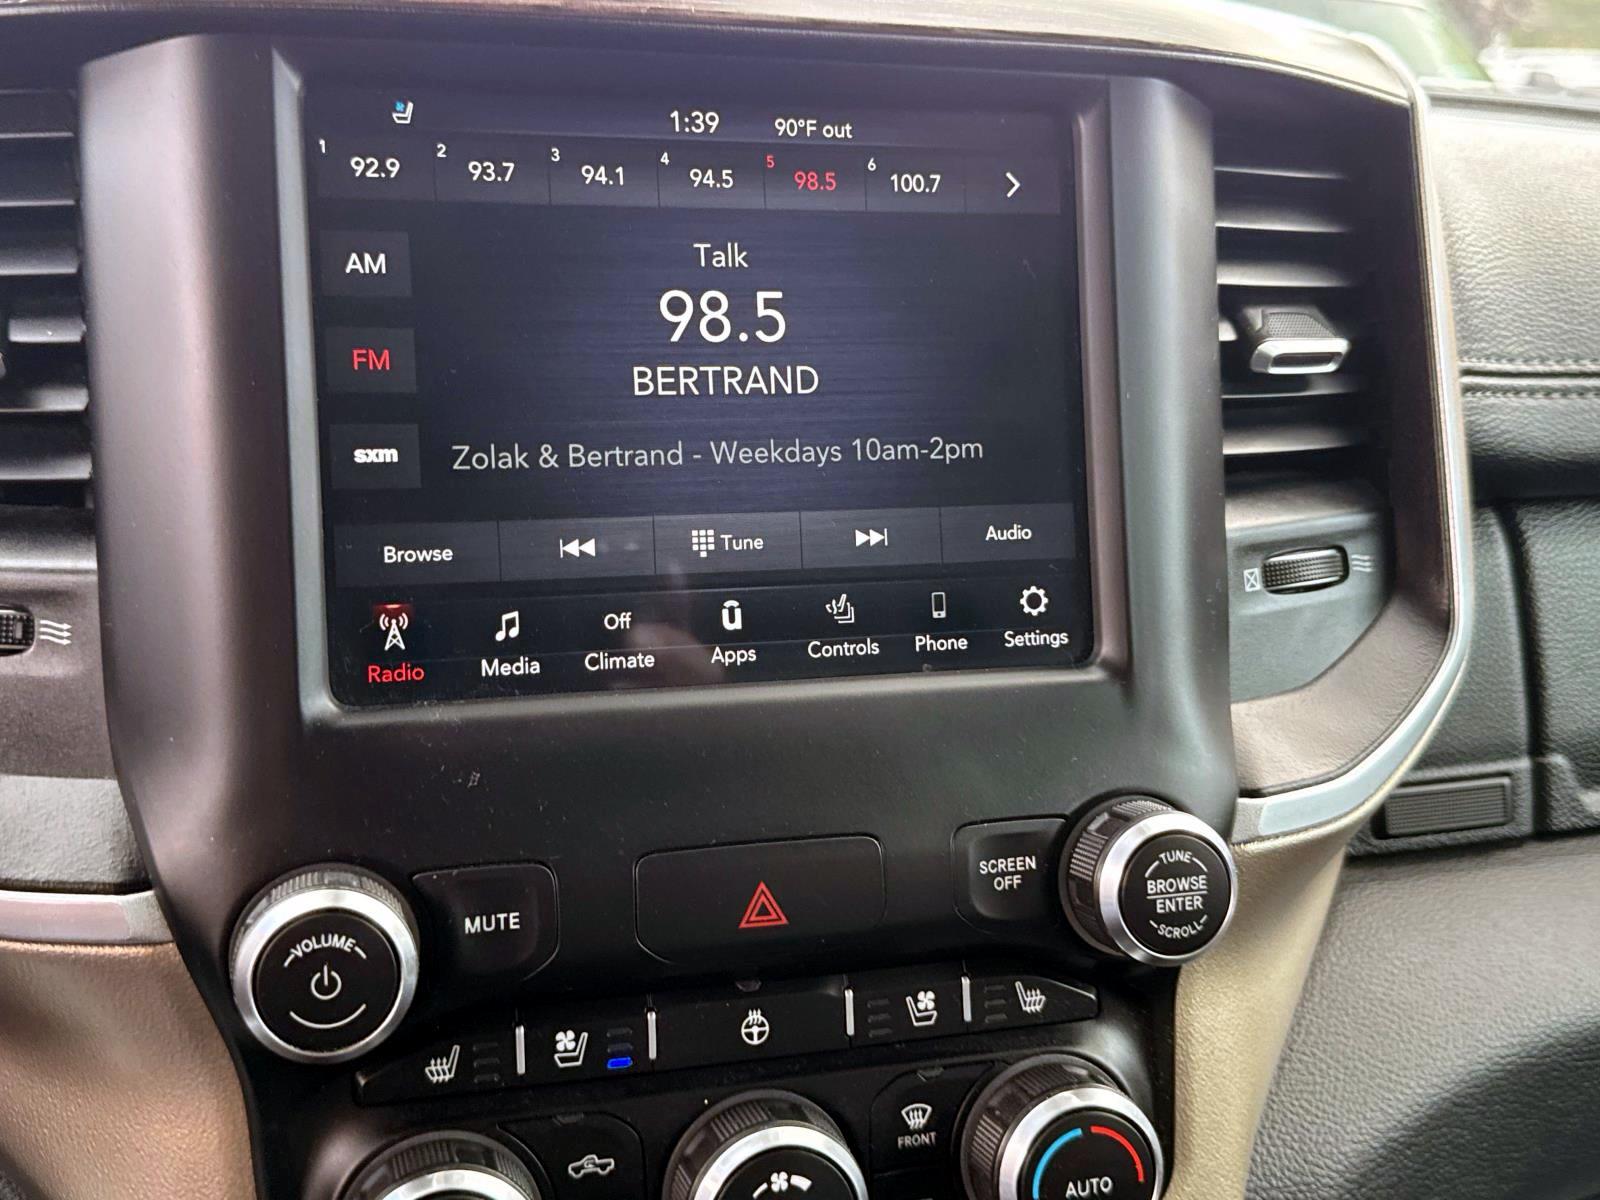 1:39 90°F out
1 92.9 2 93.7 3 94.1 4 94.5 5 98.5 6 100.7
AM
FM
sxm
Talk
98.5
BERTRAND
Zolak & Bertrand - Weekdays 10am-2pm
Browse Tune Audio
Off
Radio Media Climate Apps Controls Phone Settings
VOLUME
MUTE
SCREEN
OFF
TUNE
BROWSE
ENTER
SCROLL
FRONT
AUTO